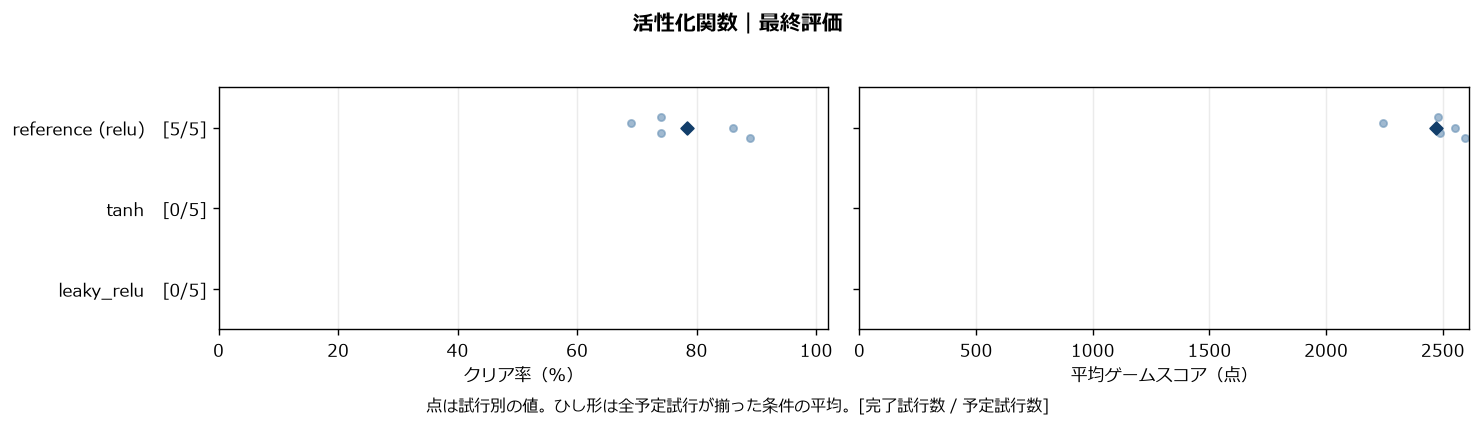 活性化関数｜最終評価
reference (relu) [5/5]
tanh [0/5]
leaky_relu [0/5]
0 20 40 60 80 100
クリア率（%）
0 500 1000 1500 2000 2500
平均ゲームスコア（点）
点は試行別の値。ひし形は全予定試行が揃った条件の平均。[完了試行数 / 予定試行数]